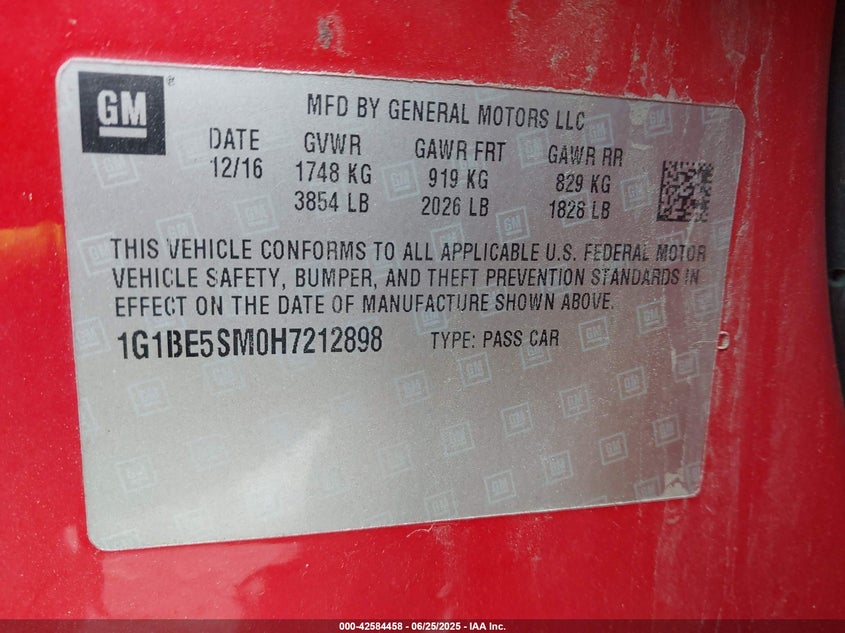 GM
MFD BY GENERAL MOTORS LLC
DATE GVWR GAWR FRT GAWR RR
12/16 1748 KG 919 KG 829 KG
3854 LB 2026 LB 1828 LB
THIS VEHICLE CONFORMS TO ALL APPLICABLE U.S. FEDERAL MOTOR
VEHICLE SAFETY, BUMPER, AND THEFT PREVENTION STANDARDS IN
EFFECT ON THE DATE OF MANUFACTURE SHOWN ABOVE.
1G1BE5SM0H7212898 TYPE: PASS CAR
000-42584458 - 06/25/2025 - IAA Inc.